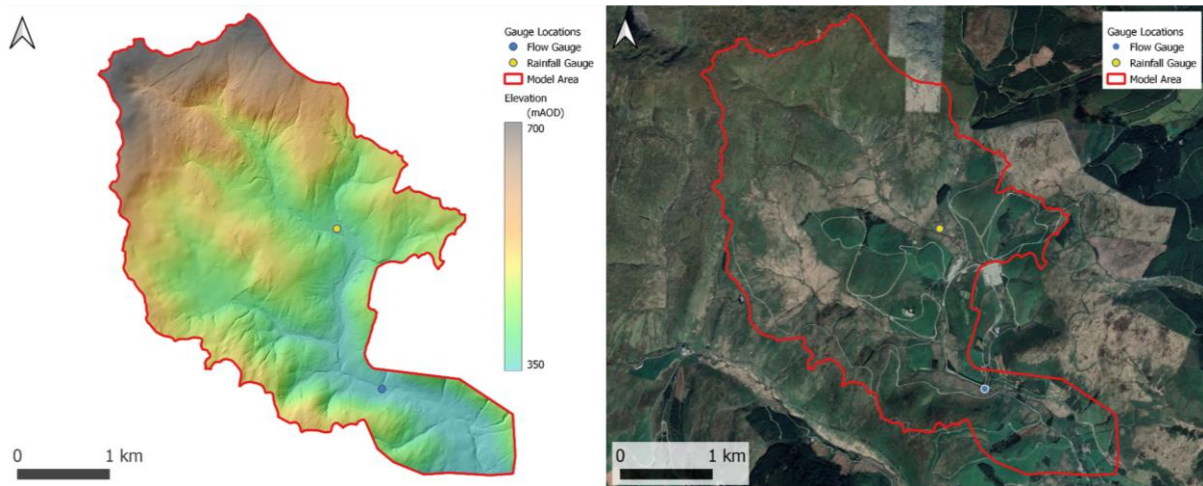 Gauge Locations
Flow Gauge
Rainfall Gauge
Model Area
Elevation
(mAOD)
700
350
0 1 km
Gauge Locations
Flow Gauge
Rainfall Gauge
Model Area
0 1 km